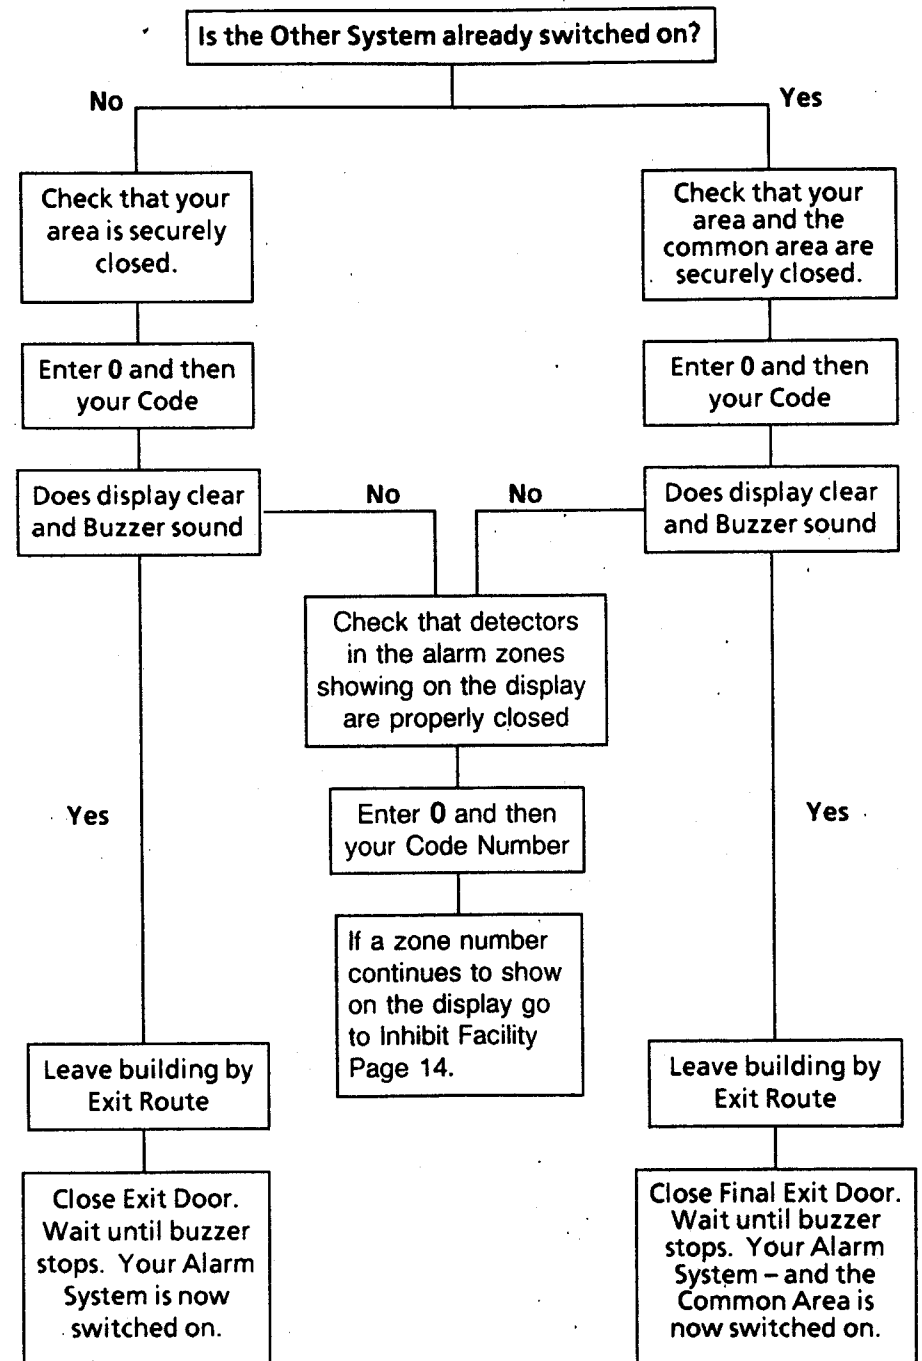 Is the Other System already switched on?
No
Yes
Check that your
area is securely
closed.
Check that your
area and the
common area are
securely closed.
Enter 0 and then
your Code
Enter 0 and then
your Code
Does display clear
and Buzzer sound
No
No
Does display clear
and Buzzer sound
Check that detectors
in the alarm zones
showing on the display
are properly closed
Yes
Enter 0 and then
your Code Number
Yes
If a zone number
continues to show
on the display go
to Inhibit Facility
Page 14.
Leave building by
Exit Route
Leave building by
Exit Route
Close Exit Door.
Wait until buzzer
stops. Your Alarm
System is now
switched on.
Close Final Exit Door.
Wait until buzzer
stops. Your Alarm
System – and the
Common Area is
now switched on.